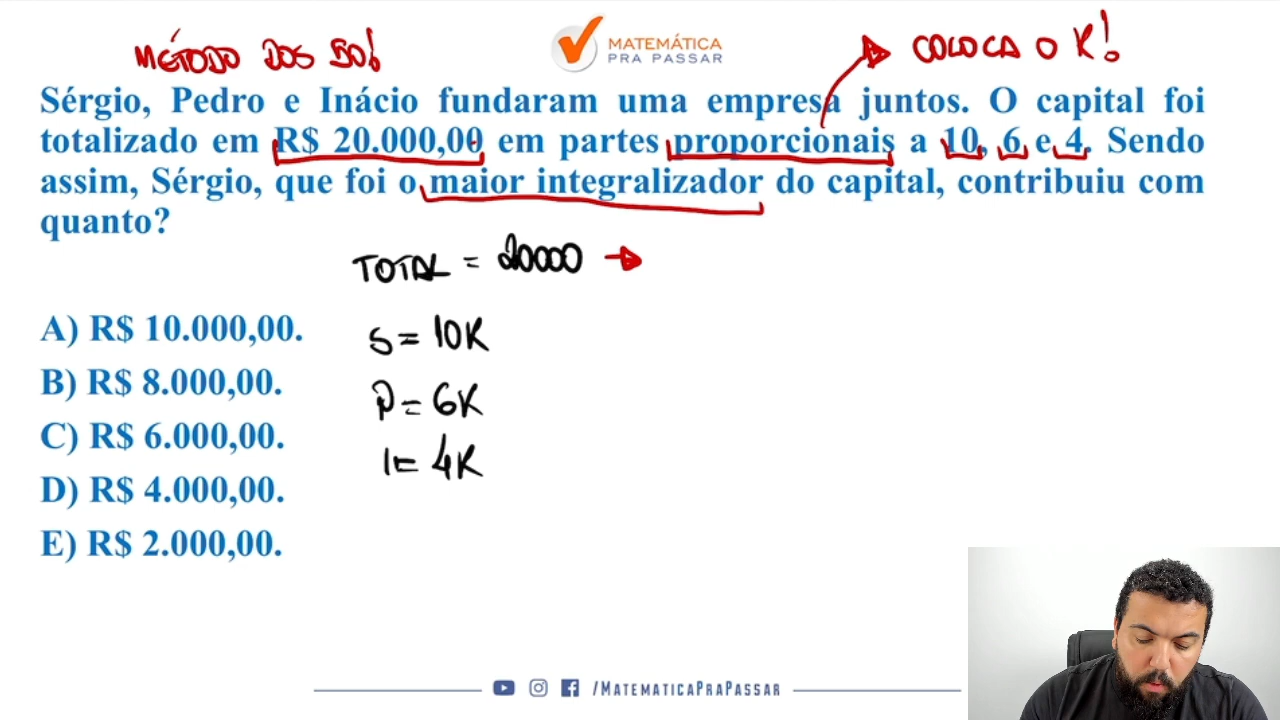 MÉTODO DOS 50!
MATEMÁTICA
PRA PASSAR
COLOCA O K!
Sérgio, Pedro e Inácio fundaram uma empresa juntos. O capital foi
totalizado em R$ 20.000,00 em partes proporcionais a 10, 6 e 4. Sendo
assim, Sérgio, que foi o maior integralizador do capital, contribuiu com
quanto?
TOTAL = 20000
A) R$ 10.000,00.
B) R$ 8.000,00.
C) R$ 6.000,00.
D) R$ 4.000,00.
E) R$ 2.000,00.
S = 10K
P = 6K
I = 4K
/MATEMATICAPRAPASSAR